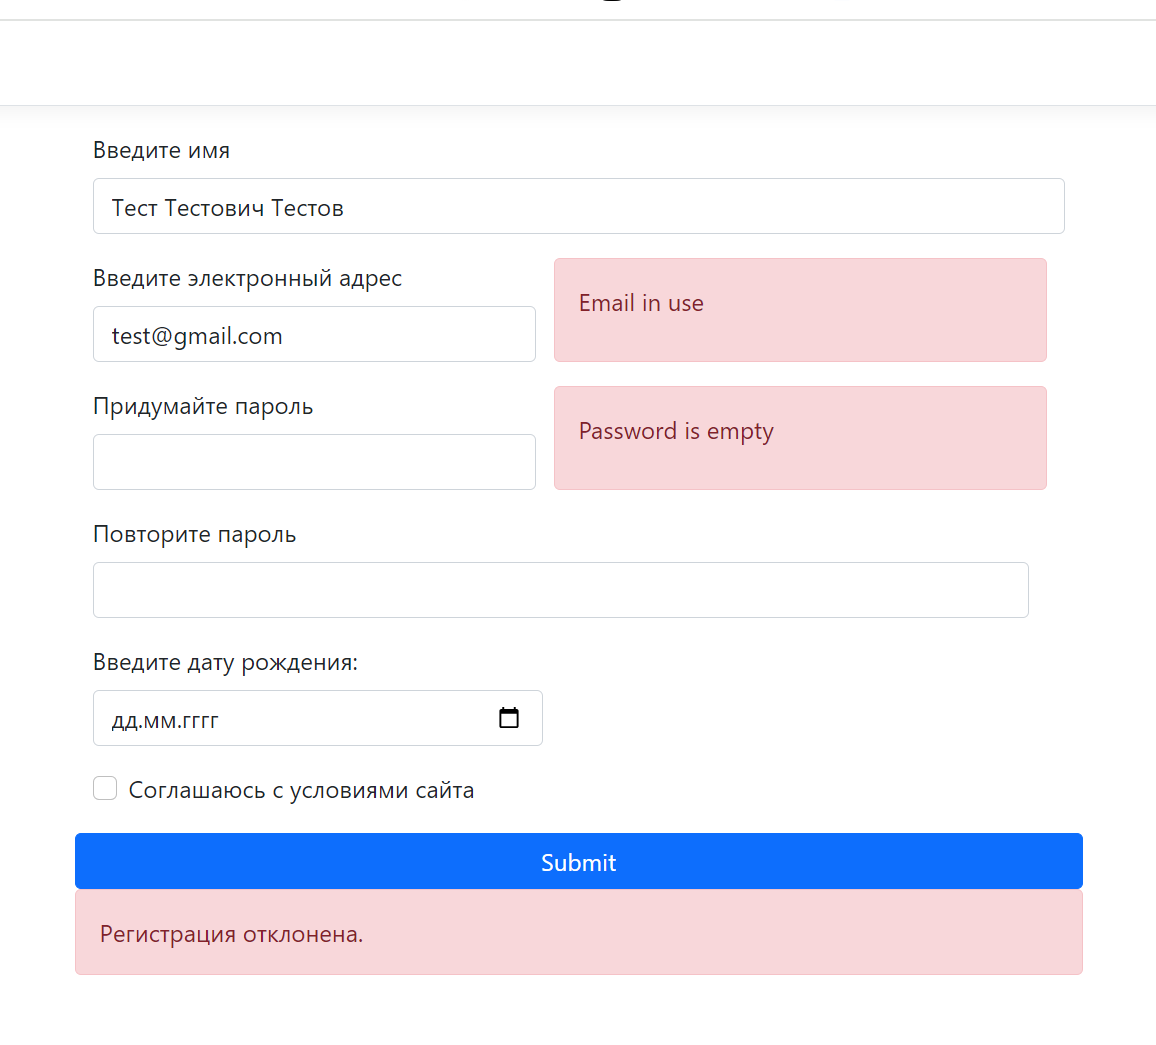 Введите имя
Тест Тестович Тестов
Введите электронный адрес
Email in use
test@gmail.com
Придумайте пароль
Password is empty
Повторите пароль
Введите дату рождения:
дд.мм.гггг
Соглашаюсь с условиями сайта
Submit
Регистрация отклонена.